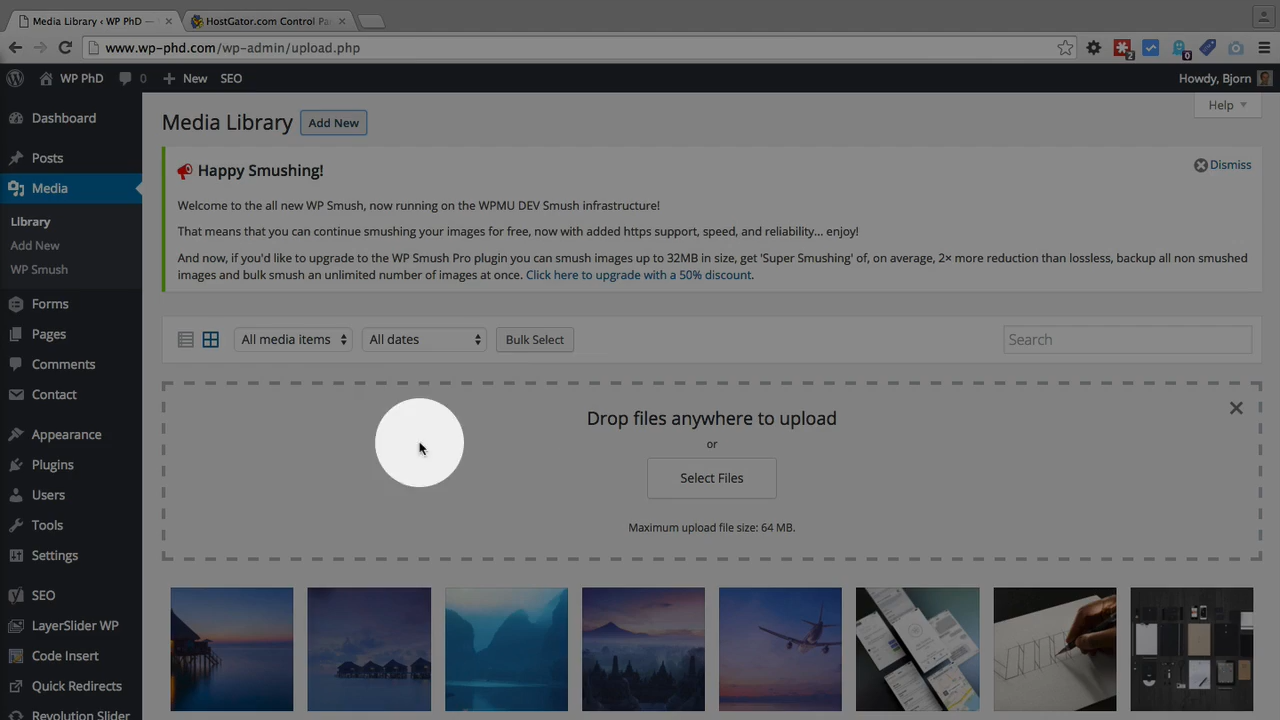 Media Library ‹ WP PhD —
HostGator.com Control Pa
www.wp-phd.com/wp-admin/upload.php
2
0
WP PhD
0
New
SEO
Howdy, Bjorn
Dashboard
Posts
Media
Library
Add New
WP Smush
Forms
Pages
Comments
Contact
Appearance
Plugins
Users
Tools
Settings
SEO
LayerSlider WP
Code Insert
Quick Redirects
Revolution Slider
Help
Media Library
Add New
Happy Smushing!
Dismiss
Welcome to the all new WP Smush, now running on the WPMU DEV Smush infrastructure!
That means that you can continue smushing your images for free, now with added https support, speed, and reliability... enjoy!
And now, if you'd like to upgrade to the WP Smush Pro plugin you can smush images up to 32MB in size, get 'Super Smushing' of, on average, 2× more reduction than lossless, backup all non smushed
images and bulk smush an unlimited number of images at once. Click here to upgrade with a 50% discount.
All media items
All dates
Bulk Select
Search
Drop files anywhere to upload
or
Select Files
Maximum upload file size: 64 MB.